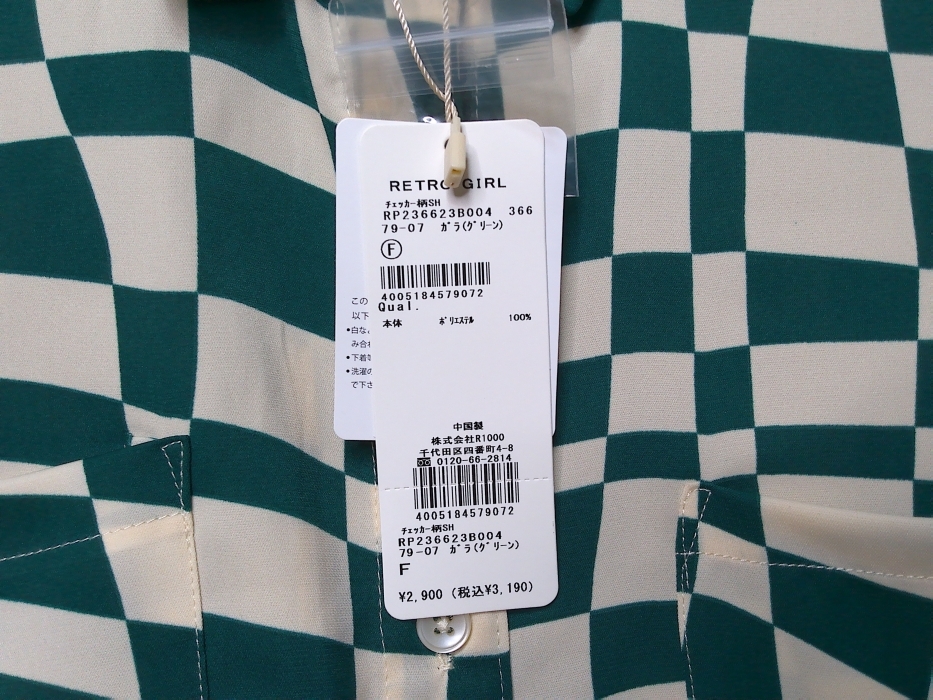 RETRO GIRL
ﾁｪｯｶｰ柄SH
RP236623B004 366
79-07 ｶﾞﾗ(ｸﾞﾘｰﾝ)
F
4005184579072
Qual.
本体 ﾎﾟﾘｴｽﾃﾙ 100%
この
以下
•白な
み合
•下着
•洗濯の
で下さ
中国製
株式会社R1000
千代田区四番町4-8
0120-66-2814
4005184579072
ﾁｪｯｶｰ柄SH
RP236623B004
79-07 ｶﾞﾗ(ｸﾞﾘｰﾝ)
F
¥2,900 (税込¥3,190)